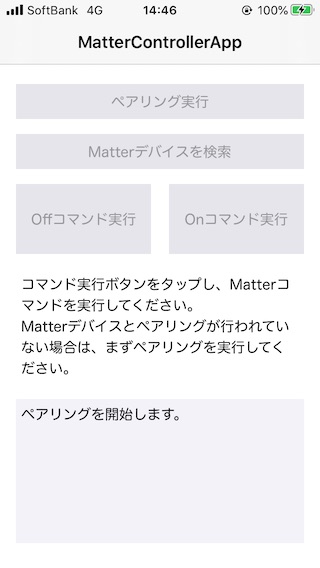 SoftBank 4G 14:46 100%
MatterControllerApp
ペアリング実行
Matterデバイスを検索
Offコマンド実行 Onコマンド実行
コマンド実行ボタンをタップし、Matterコ
マンドを実行してください。
Matterデバイスとペアリングが行われてい
ない場合は、まずペアリングを実行してく
ださい。
ペアリングを開始します。